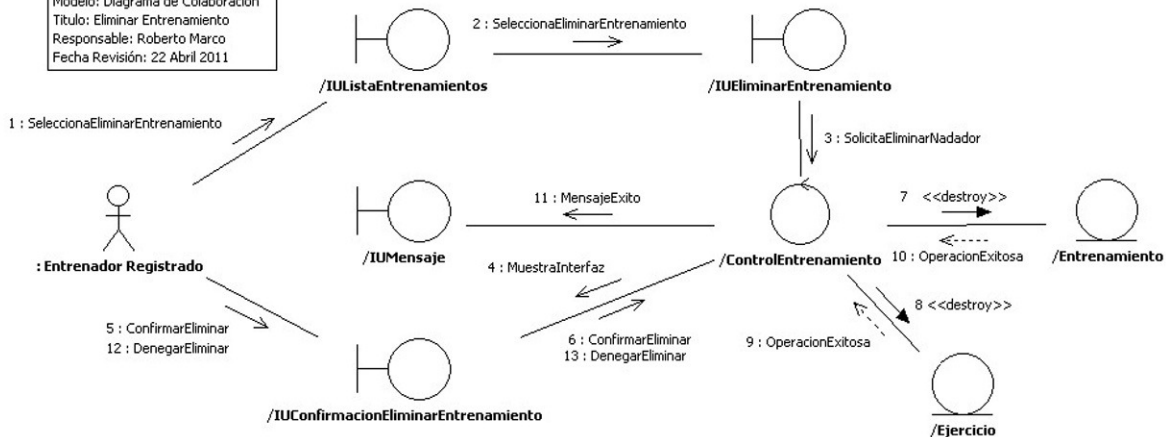 Modelo: Diagrama de Colaboración
Titulo: Eliminar Entrenamiento
Responsable: Roberto Marco
Fecha Revisión: 22 Abril 2011
2 : SeleccionaEliminarEntrenamiento
/IUListaEntrenamientos
/IUEliminarEntrenamiento
1 : SeleccionaEliminarEntrenamiento
3 : SolicitaEliminarNadador
11 : MensajeExito
7 <<destroy>>
: Entrenador Registrado
/IUMensaje
/ControlEntrenamiento
10 : OperacionExitosa
/Entrenamiento
4 : MuestraInterfaz
8 <<destroy>>
5 : ConfirmarEliminar
12 : DenegarEliminar
6 : ConfirmarEliminar
13 : DenegarEliminar
9 : OperacionExitosa
/IUConfirmacionEliminarEntrenamiento
/Ejercicio